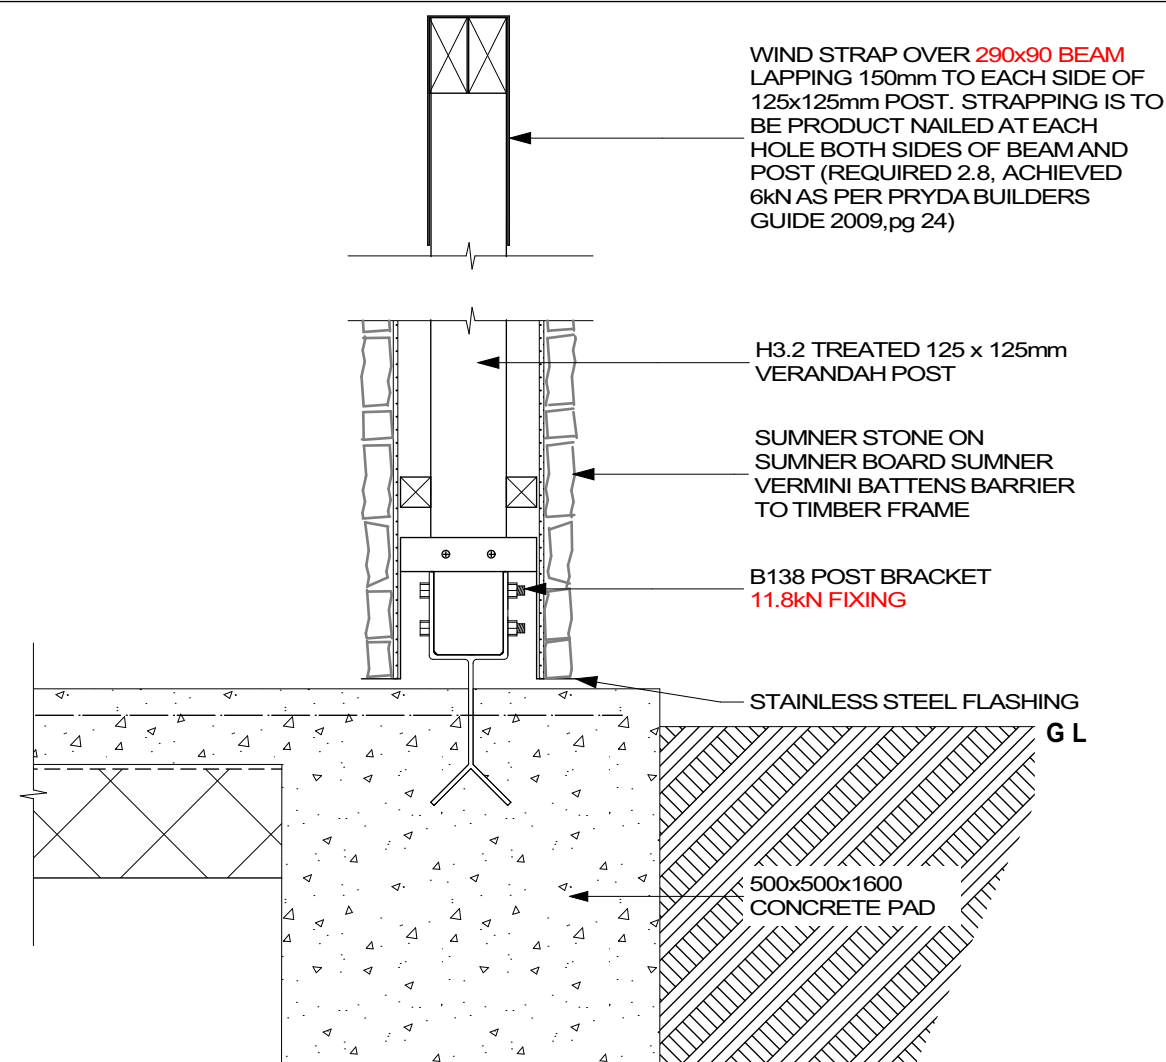 WIND STRAP OVER 290x90 BEAM
LAPPING 150mm TO EACH SIDE OF
125x125mm POST. STRAPPING IS TO
BE PRODUCT NAILED AT EACH
HOLE BOTH SIDES OF BEAM AND
POST (REQUIRED 2.8, ACHIEVED
6kN AS PER PRYDA BUILDERS
GUIDE 2009,pg 24)
H3.2 TREATED 125 x 125mm
VERANDAH POST
SUMNER STONE ON
SUMNER BOARD SUMNER
VERMINI BATTENS BARRIER
TO TIMBER FRAME
B138 POST BRACKET
11.8kN FIXING
STAINLESS STEEL FLASHING
G L
500x500x1600
CONCRETE PAD